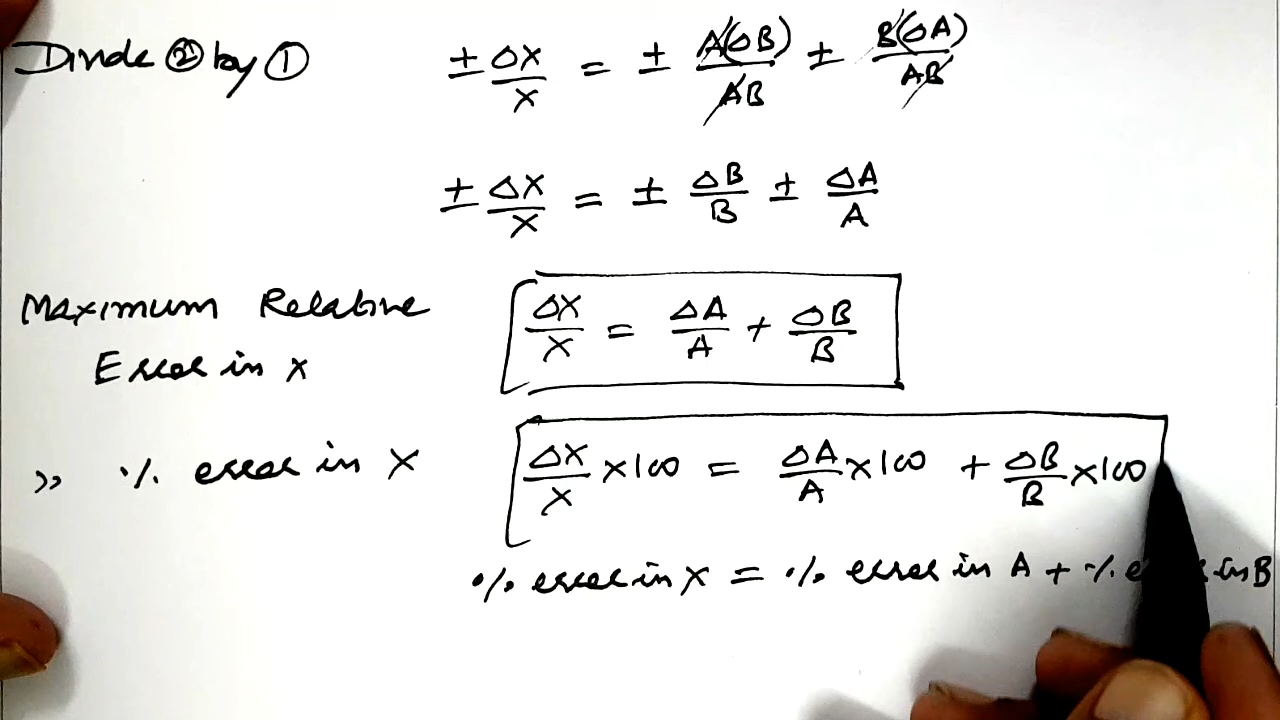 Divide ② by ① ± ΔX/X = ± A(ΔB)/AB ± B(ΔA)/AB
± ΔX/X = ± ΔB/B ± ΔA/A
Maximum Relative
Error in X ΔX/X = ΔA/A + ΔB/B
>> % error in X ΔX/X ×100 = ΔA/A ×100 + ΔB/B ×100
% error in X = % error in A + % in B